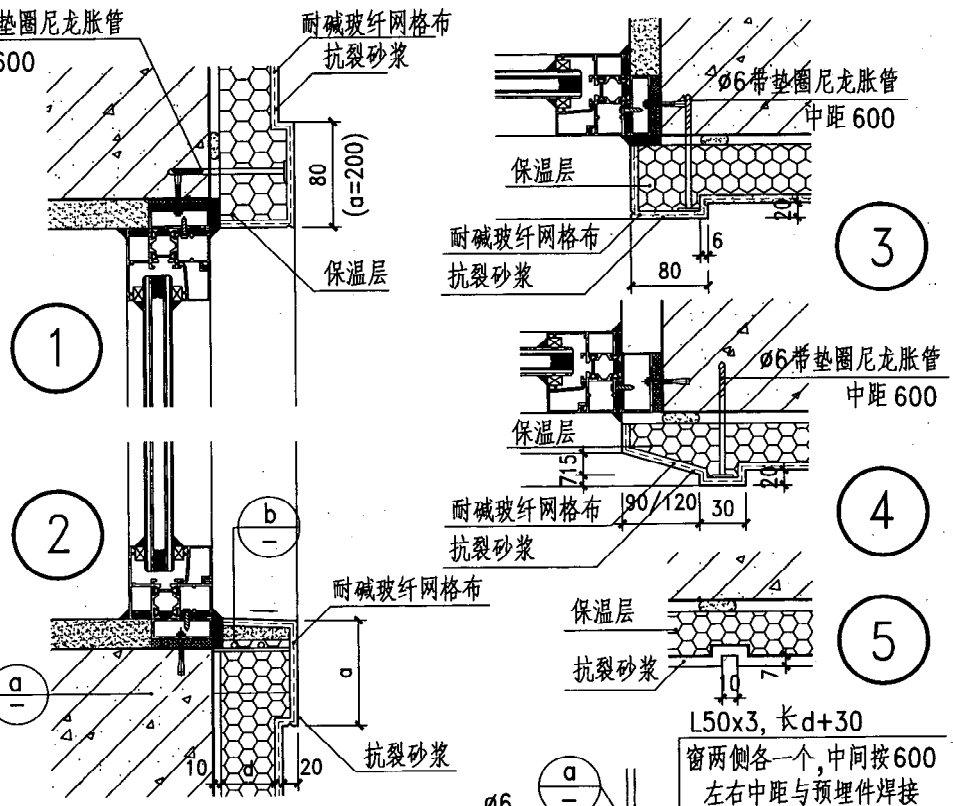 垫圈尼龙胀管
600
耐碱玻纤网格布
抗裂砂浆
80
(a=200)
保温层
1
2
b
耐碱玻纤网格布
a
a
抗裂砂浆
10
d
20
ø6带垫圈尼龙胀管
中距 600
保温层
20
耐碱玻纤网格布
6
抗裂砂浆
80
3
ø6带垫圈尼龙胀管
中距 600
保温层
715
20
90/120
30
耐碱玻纤网格布
抗裂砂浆
4
保温层
抗裂砂浆
10
7
5
L50x3, 长d+30
窗两侧各一个,中间按600
左右中距与预埋件焊接
a
ø6